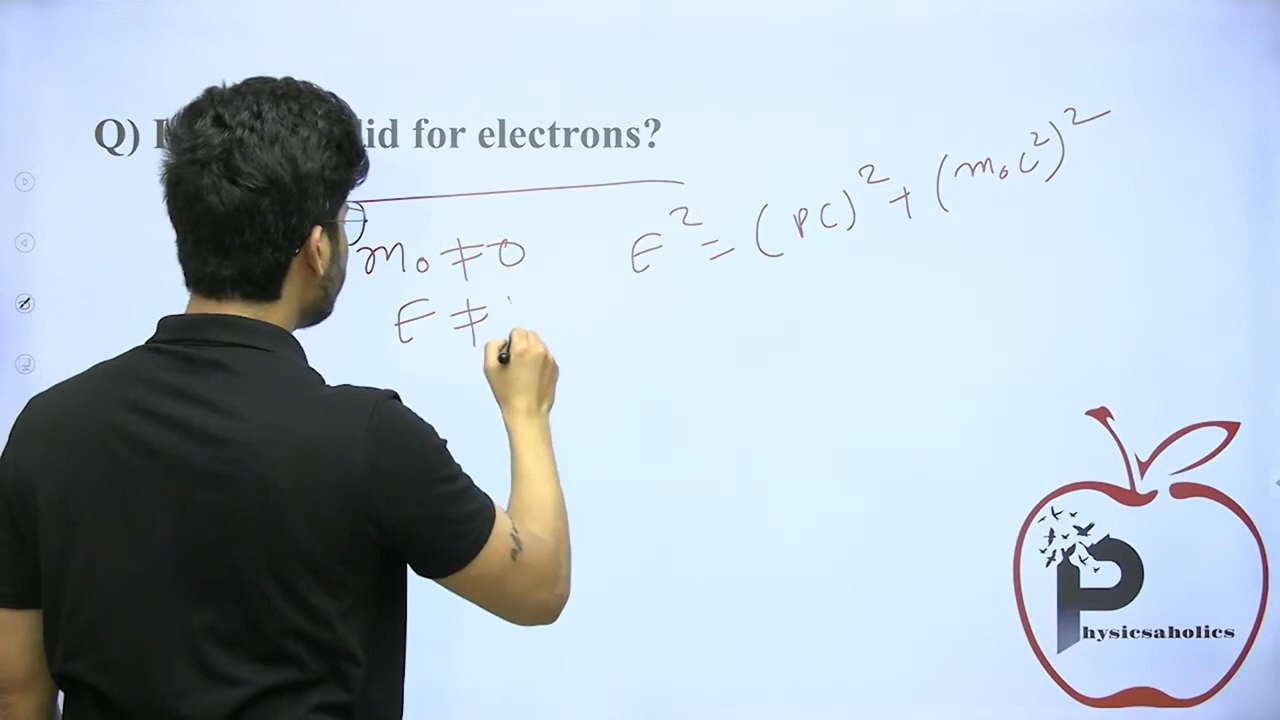 Q) I lid for electrons?
m₀ ≠ 0
E² = (PC)² + (m₀C²)²
E ≠
Physicsaholics